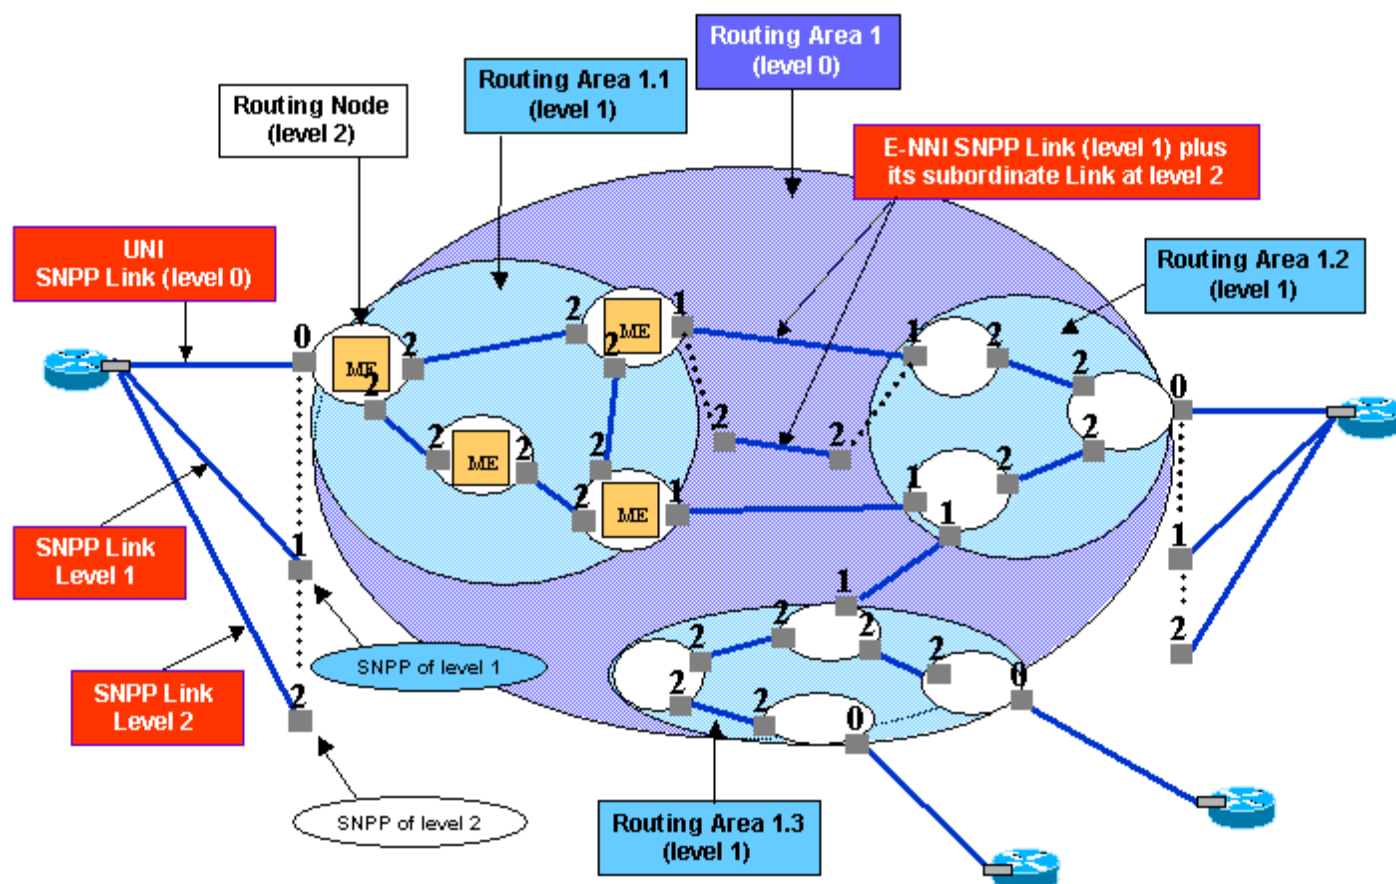 Routing Area 1
(level 0)
Routing Area 1.1
(level 1)
Routing Node
(level 2)
E-NNI SNPP Link (level 1) plus
its subordinate Link at level 2
UNI
SNPP Link (level 0)
Routing Area 1.2
(level 1)
0
ME
2
2
2
ME
2
1
1
2
2
0
2
2
ME
2
2
2
ME
1
2
2
1
2
2
1
SNPP Link
Level 1
1
SNPP of level 1
SNPP Link
Level 2
2
SNPP of level 2
1
2
1
2
2
2
2
0
2
2
0
Routing Area 1.3
(level 1)